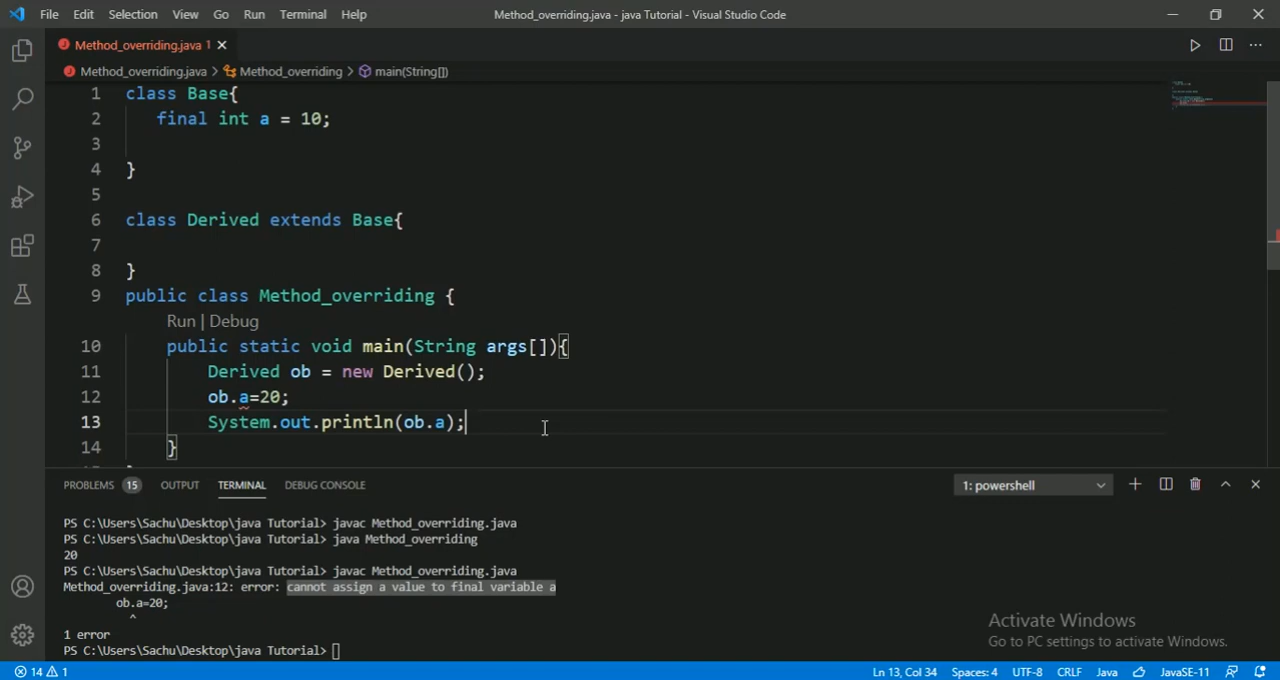 File Edit Selection View Go Run Terminal Help Method_overriding.java - java Tutorial - Visual Studio Code
Method_overriding.java 1
Method_overriding.java > Method_overriding > main(String[])
1 class Base{
2 final int a = 10;
3
4 }
5
6 class Derived extends Base{
7
8 }
9 public class Method_overriding {
Run | Debug
10 public static void main(String args[]){
11 Derived ob = new Derived();
12 ob.a=20;
13 System.out.println(ob.a);
14 }
PROBLEMS 15 OUTPUT TERMINAL DEBUG CONSOLE 1: powershell
PS C:\Users\Sachu\Desktop\java Tutorial> javac Method_overriding.java
PS C:\Users\Sachu\Desktop\java Tutorial> java Method_overriding
20
PS C:\Users\Sachu\Desktop\java Tutorial> javac Method_overriding.java
Method_overriding.java:12: error: cannot assign a value to final variable a
ob.a=20;
^
1 error
PS C:\Users\Sachu\Desktop\java Tutorial>
Activate Windows
Go to PC settings to activate Windows.
14 1 Ln 13, Col 34 Spaces: 4 UTF-8 CRLF Java JavaSE-11